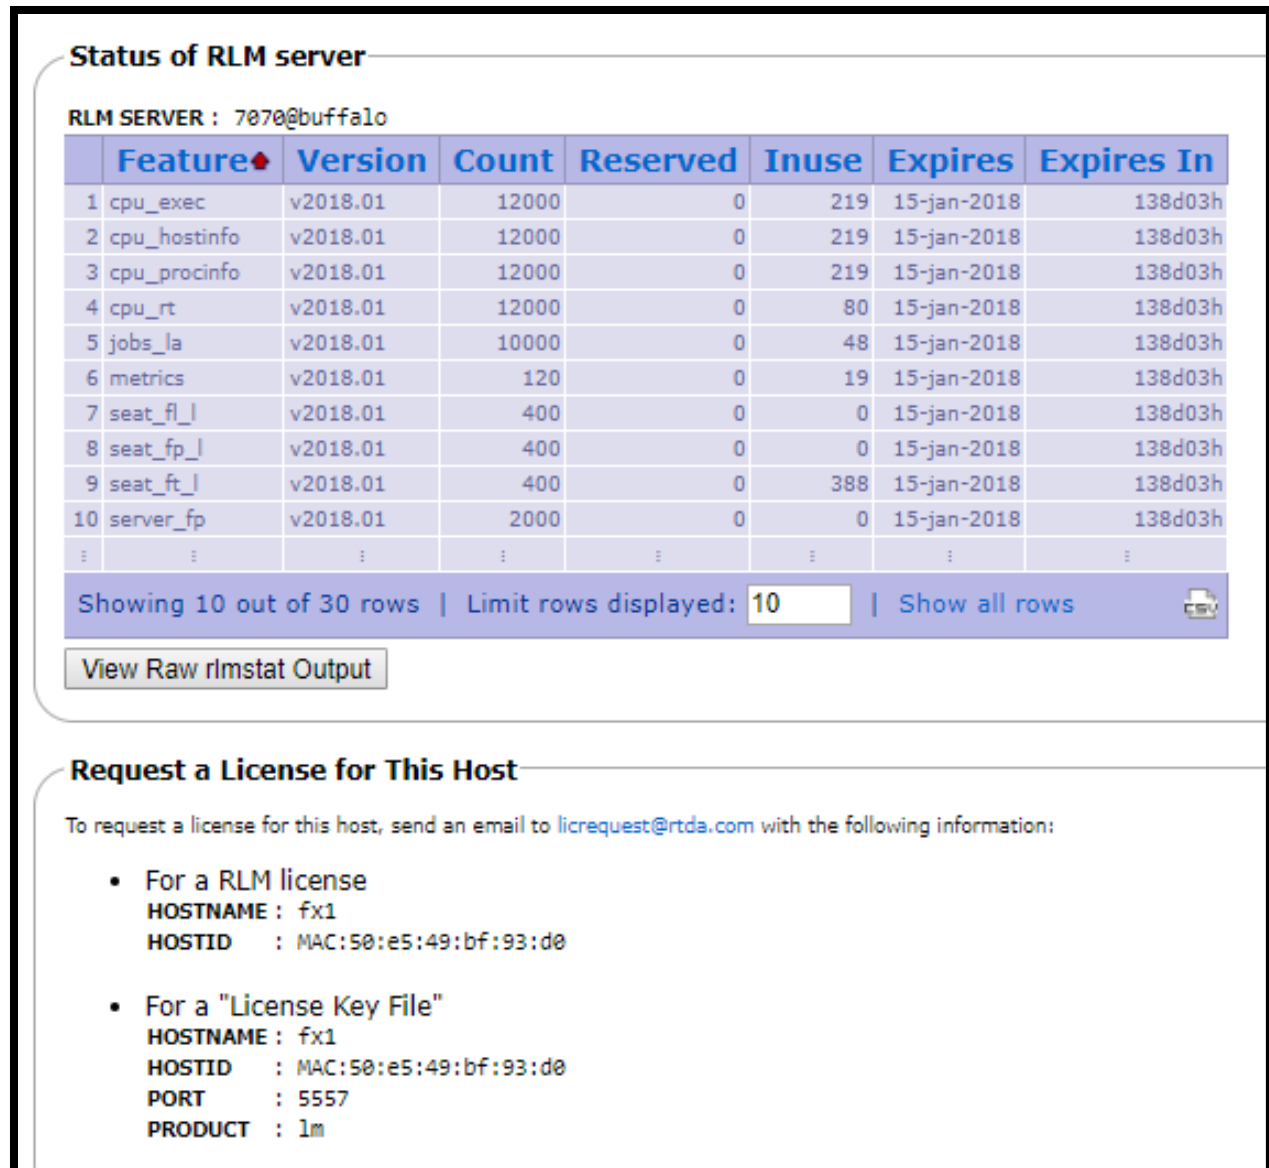 Status of RLM server
RLM SERVER : 7070@buffalo
Feature Version Count Reserved Inuse Expires Expires In
1 cpu_exec v2018.01 12000 0 219 15-jan-2018 138d03h
2 cpu_hostinfo v2018.01 12000 0 219 15-jan-2018 138d03h
3 cpu_procinfo v2018.01 12000 0 219 15-jan-2018 138d03h
4 cpu_rt v2018.01 12000 0 80 15-jan-2018 138d03h
5 jobs_la v2018.01 10000 0 48 15-jan-2018 138d03h
6 metrics v2018.01 120 0 19 15-jan-2018 138d03h
7 seat_fl_l v2018.01 400 0 0 15-jan-2018 138d03h
8 seat_fp_l v2018.01 400 0 0 15-jan-2018 138d03h
9 seat_ft_l v2018.01 400 0 388 15-jan-2018 138d03h
10 server_fp v2018.01 2000 0 0 15-jan-2018 138d03h
⋮ ⋮ ⋮ ⋮ ⋮ ⋮ ⋮ ⋮
Showing 10 out of 30 rows | Limit rows displayed: 10 | Show all rows CSV
View Raw rlmstat Output
Request a License for This Host
To request a license for this host, send an email to licrequest@rtda.com with the following information:
• For a RLM license
HOSTNAME : fx1
HOSTID : MAC:50:e5:49:bf:93:d0
• For a "License Key File"
HOSTNAME : fx1
HOSTID : MAC:50:e5:49:bf:93:d0
PORT : 5557
PRODUCT : lm